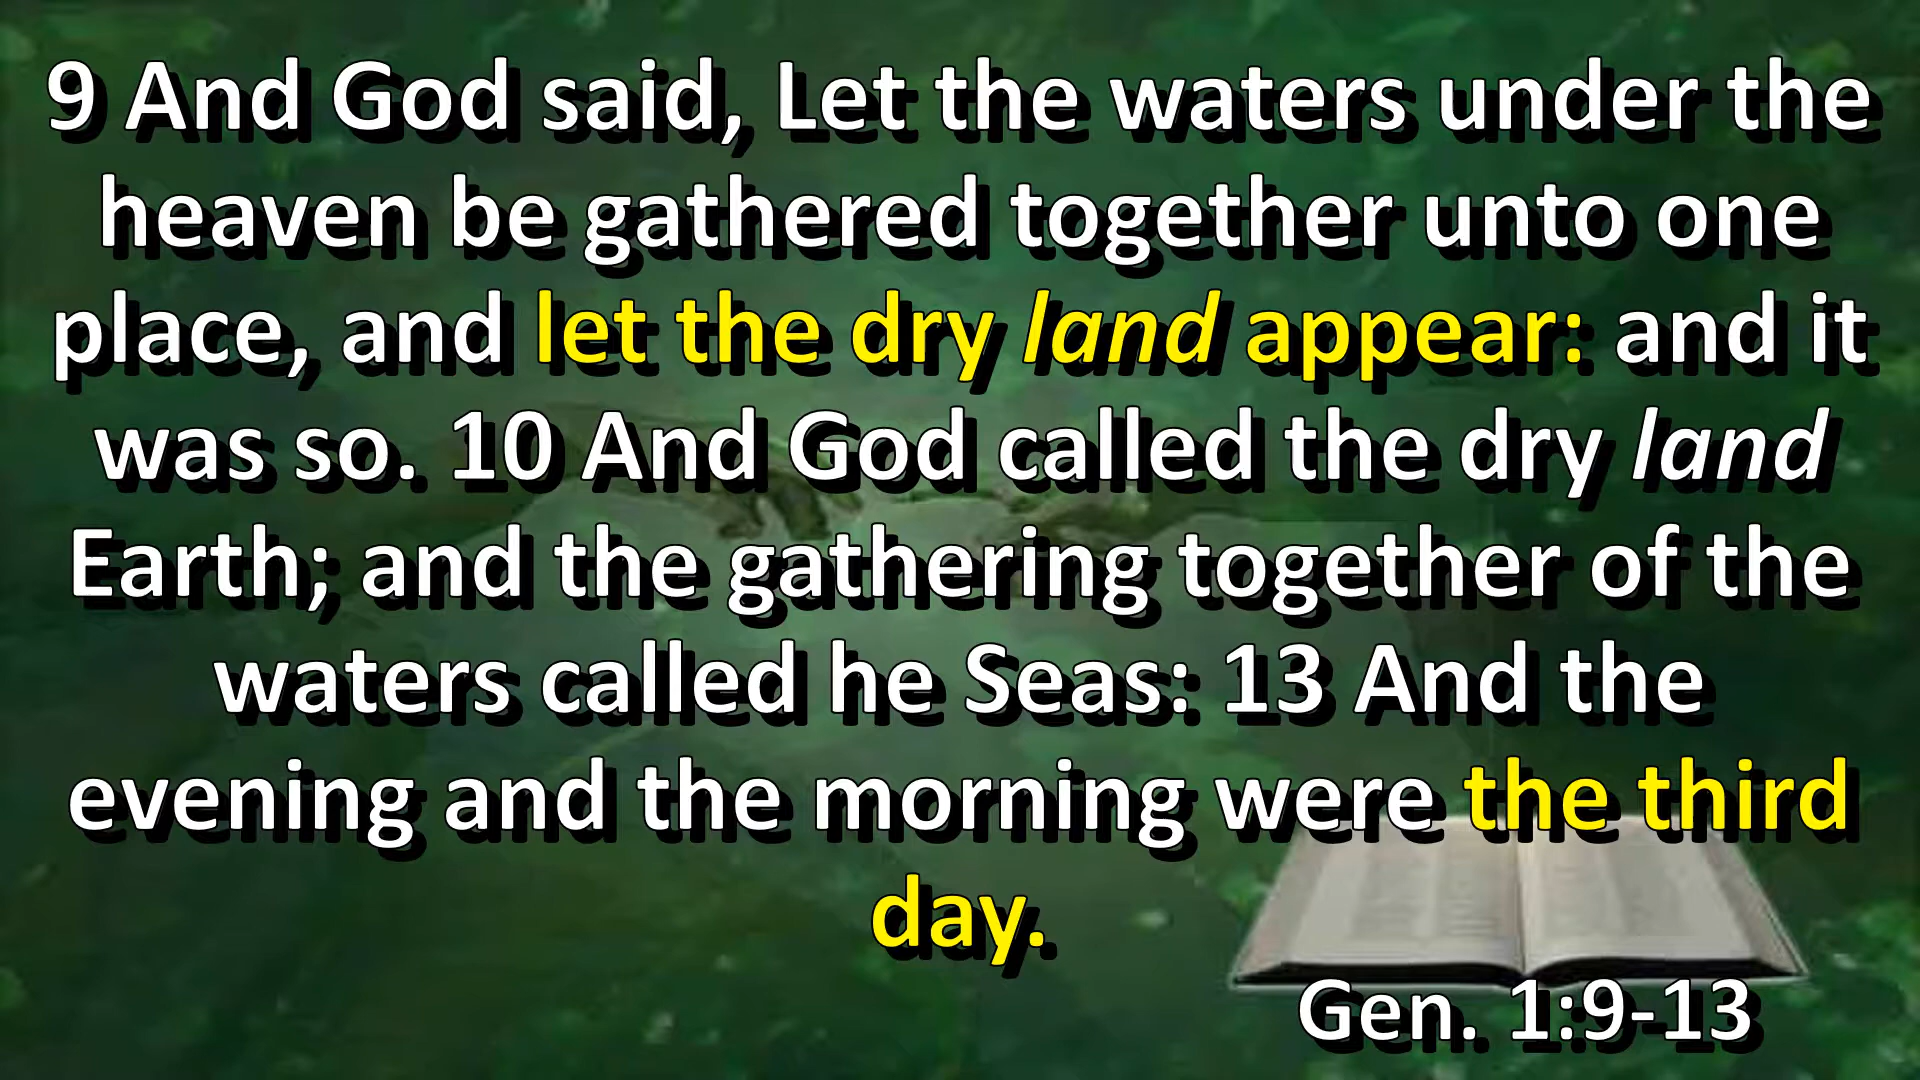 9 And God said, Let the waters under the
heaven be gathered together unto one
place, and let the dry land appear: and it
was so. 10 And God called the dry land
Earth; and the gathering together of the
waters called he Seas: 13 And the
evening and the morning were the third
day.
Gen. 1:9-13